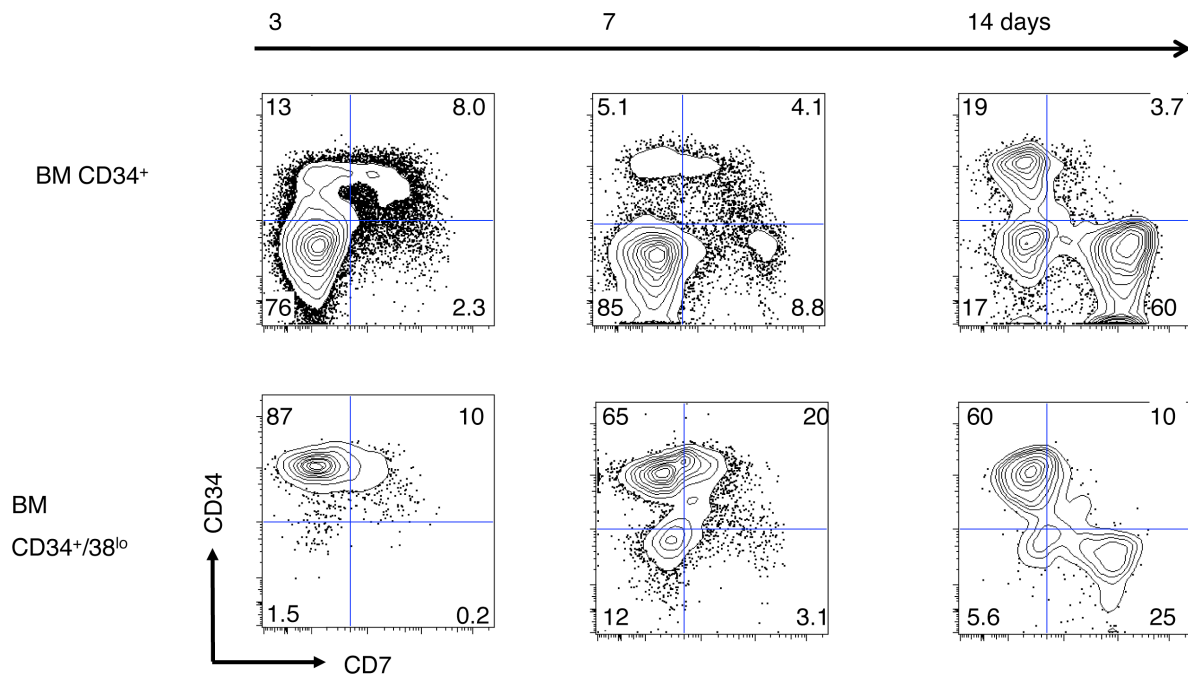 3 7 14 days
BM CD34⁺
13 8.0 5.1 4.1 19 3.7
76 2.3 85 8.8 17 60
BM
CD34⁺/38ˡᵒ
87 10 65 20 60 10
1.5 0.2 12 3.1 5.6 25
CD34
CD7